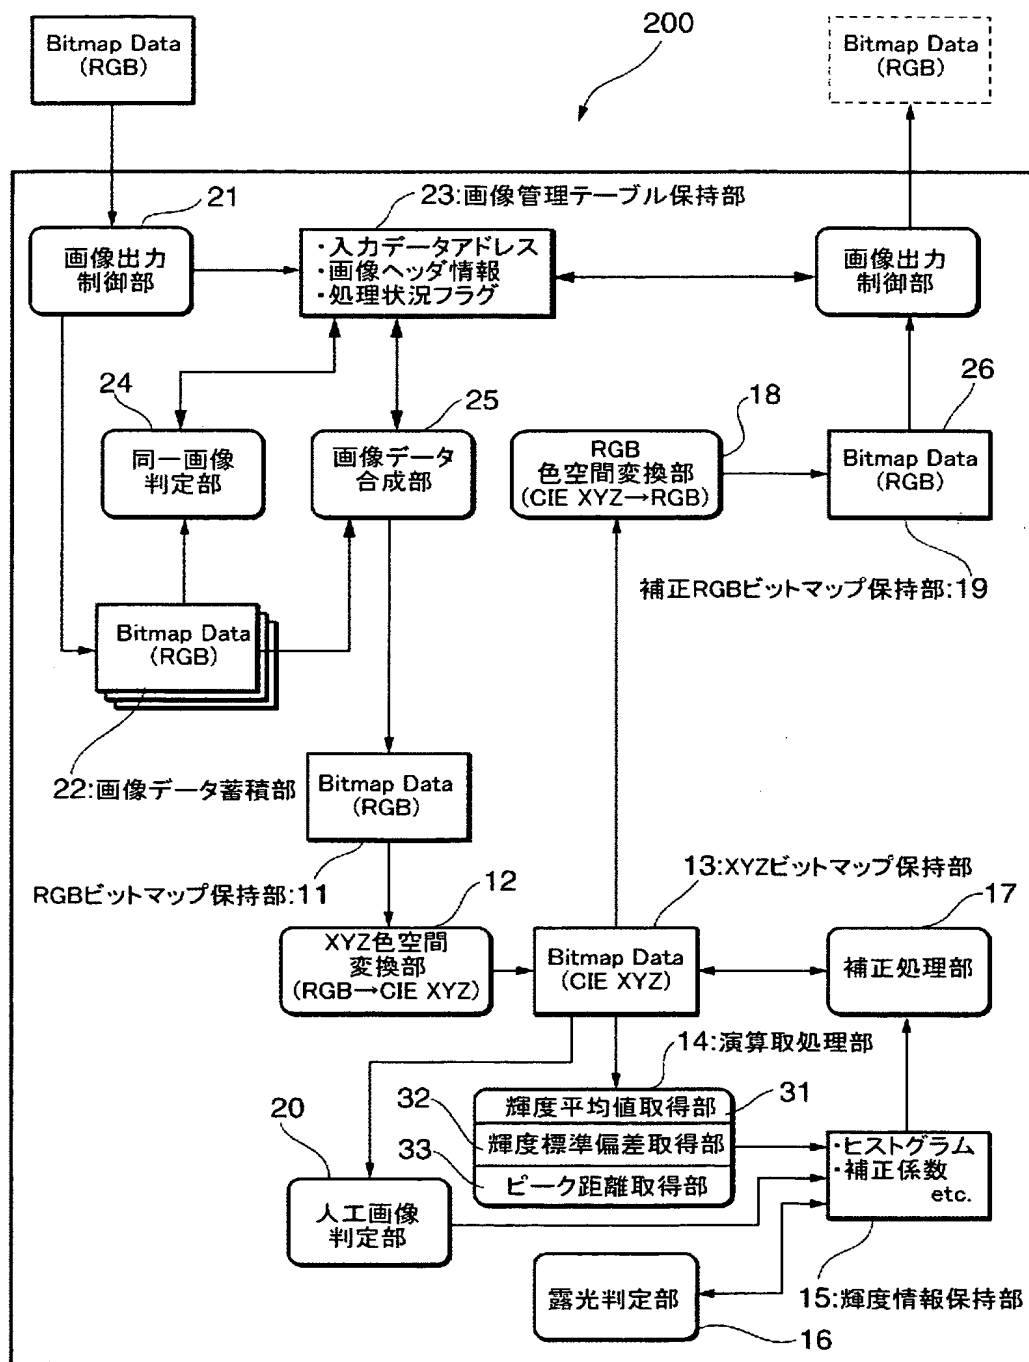 200
Bitmap Data
(RGB)
Bitmap Data
(RGB)
21
画像出力
制御部
23:画像管理テーブル保持部
・入力データアドレス
・画像ヘッダ情報
・処理状況フラグ
画像出力
制御部
24
同一画像
判定部
25
画像データ
合成部
18
RGB
色空間変換部
(CIE XYZ→RGB)
26
Bitmap Data
(RGB)
補正RGBビットマップ保持部:19
Bitmap Data
(RGB)
22:画像データ蓄積部
Bitmap Data
(RGB)
RGBビットマップ保持部:11
12
XYZ色空間
変換部
(RGB→CIE XYZ)
13:XYZビットマップ保持部
Bitmap Data
(CIE XYZ)
17
補正処理部
14:演算取処理部
輝度平均値取得部
31
32
輝度標準偏差取得部
33
ピーク距離取得部
20
人工画像
判定部
・ヒストグラム
・補正係数
etc.
15:輝度情報保持部
露光判定部
16